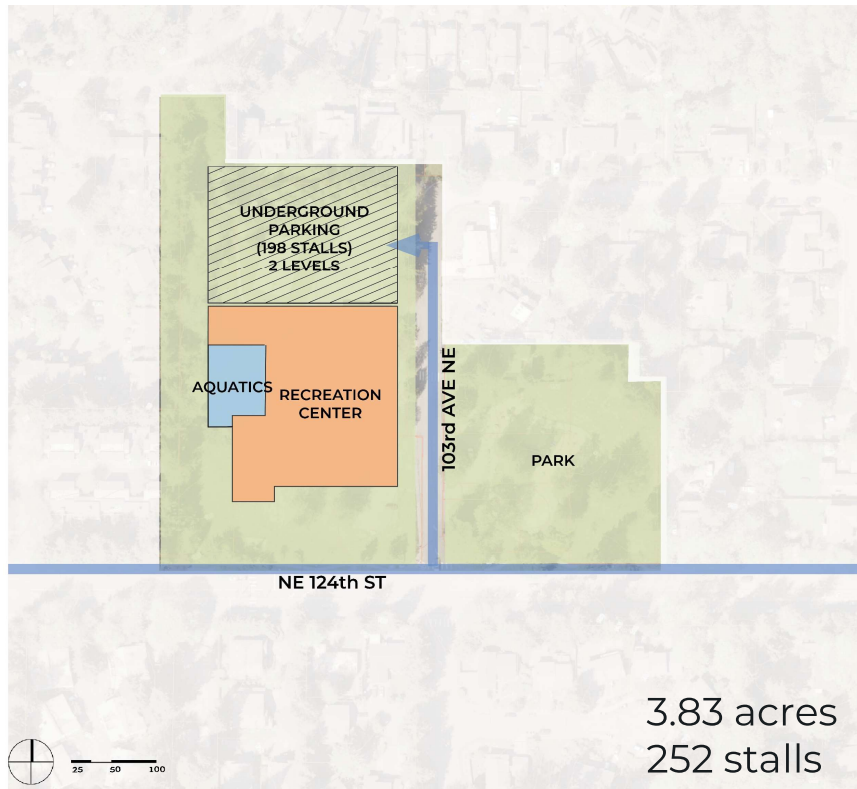 UNDERGROUND
PARKING
(198 STALLS)
2 LEVELS
AQUATICS
RECREATION
CENTER
103rd AVE NE
PARK
NE 124th ST
3.83 acres
252 stalls
25 50 100